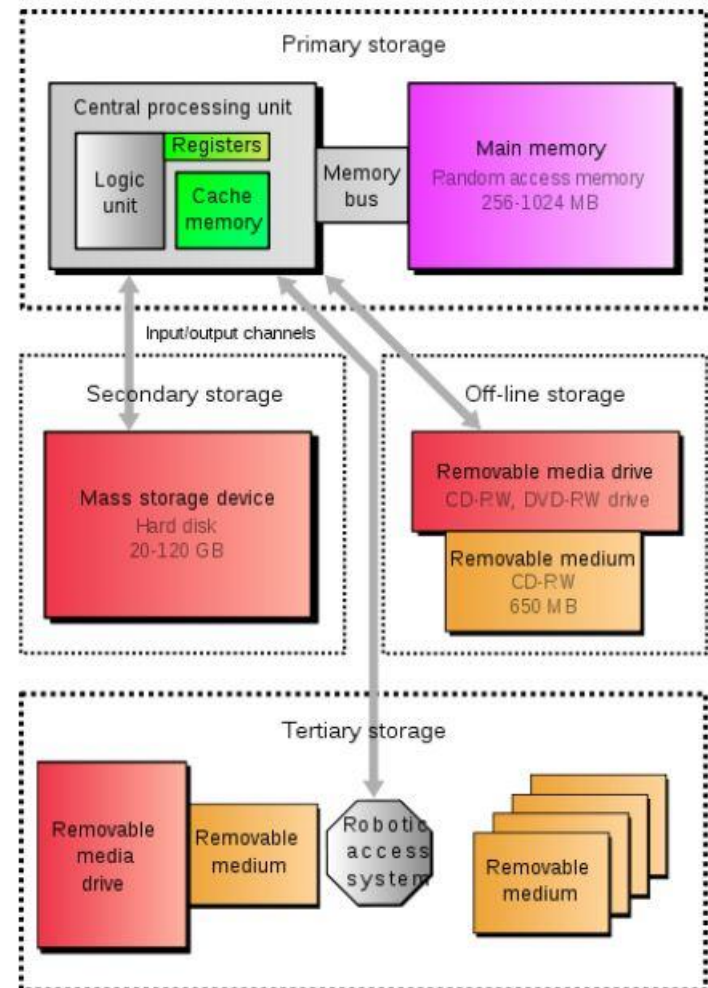 Primary storage
Central processing unit
Registers
Logic
unit
Cache
memory
Memory
bus
Main memory
Random access memory
256-1024 MB
Input/output channels
Secondary storage
Mass storage device
Hard disk
20-120 GB
Off-line storage
Removable media drive
CD-RW, DVD-RW drive
Removable medium
CD-RW
650 MB
Tertiary storage
Removable
media
drive
Removable
medium
Robotic
access
system
Removable
medium